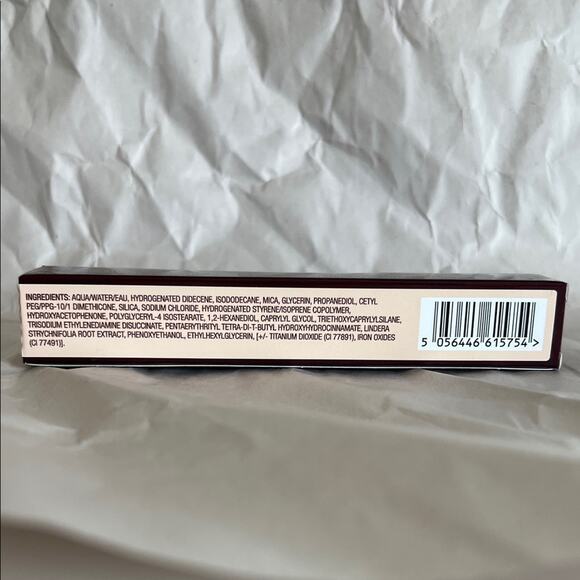 INGREDIENTS: AQUA/WATER/EAU, HYDROGENATED DIDECENE, ISODODECANE, MICA, GLYCERIN, PROPANEDIOL, CETYL
PEG/PPG-10/1 DIMETHICONE, SILICA, SODIUM CHLORIDE, HYDROGENATED STYRENE/ISOPRENE COPOLYMER,
HYDROXYACETOPHENONE, POLYGLYCERYL-4 ISOSTEARATE, 1,2-HEXANEDIOL, CAPRYLYL GLYCOL, TRIETHOXYCAPRYLYLSILANE,
TRISODIUM ETHYLENEDIAMINE DISUCCINATE, PENTAERYTHRITYL TETRA-DI-T-BUTYL HYDROXYHYDROCINNAMATE, LINDERA
STRYCHNIFOLIA ROOT EXTRACT, PHENOXYETHANOL, ETHYLHEXYLGLYCERIN, [+/- TITANIUM DIOXIDE (CI 77891), IRON OXIDES
(CI 77491)].
5 056446 615754 >